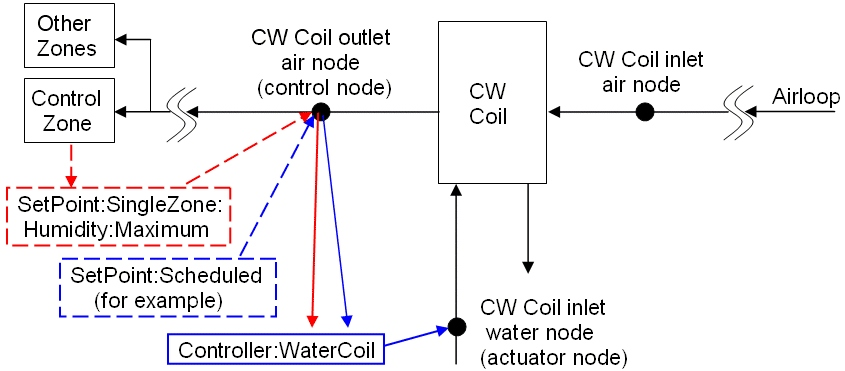 Other
Zones
Control
Zone
CW Coil outlet
air node
(control node)
CW
Coil
CW Coil inlet
air node
Airloop
SetPoint:SingleZone:
Humidity:Maximum
SetPoint:Scheduled
(for example)
Controller:WaterCoil
CW Coil inlet
water node
(actuator node)